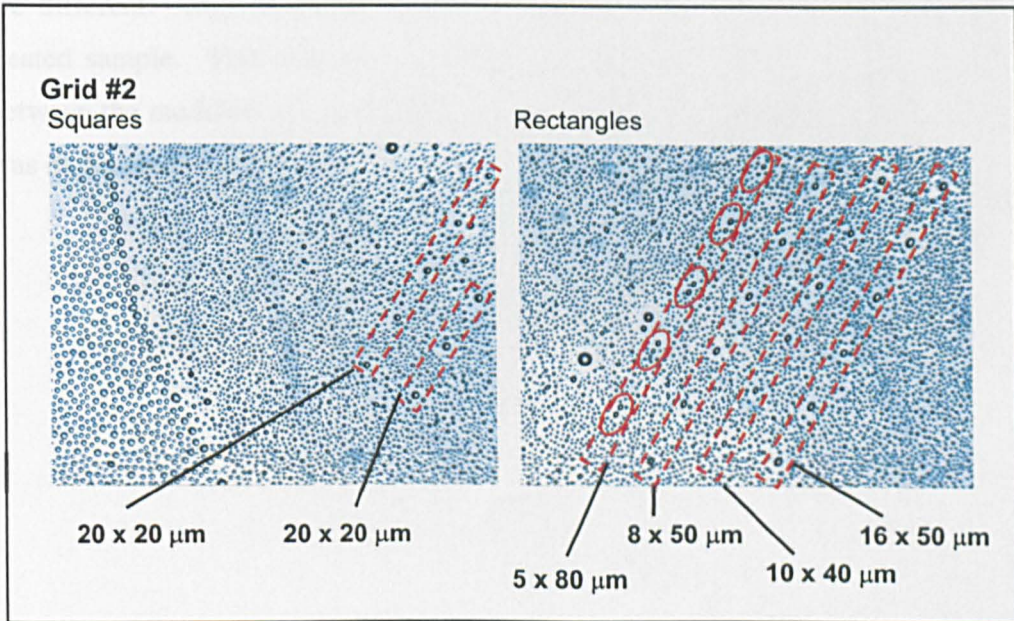 Grid #2
Squares
Rectangles
20 x 20 µm
20 x 20 µm
8 x 50 µm
16 x 50 µm
5 x 80 µm
10 x 40 µm